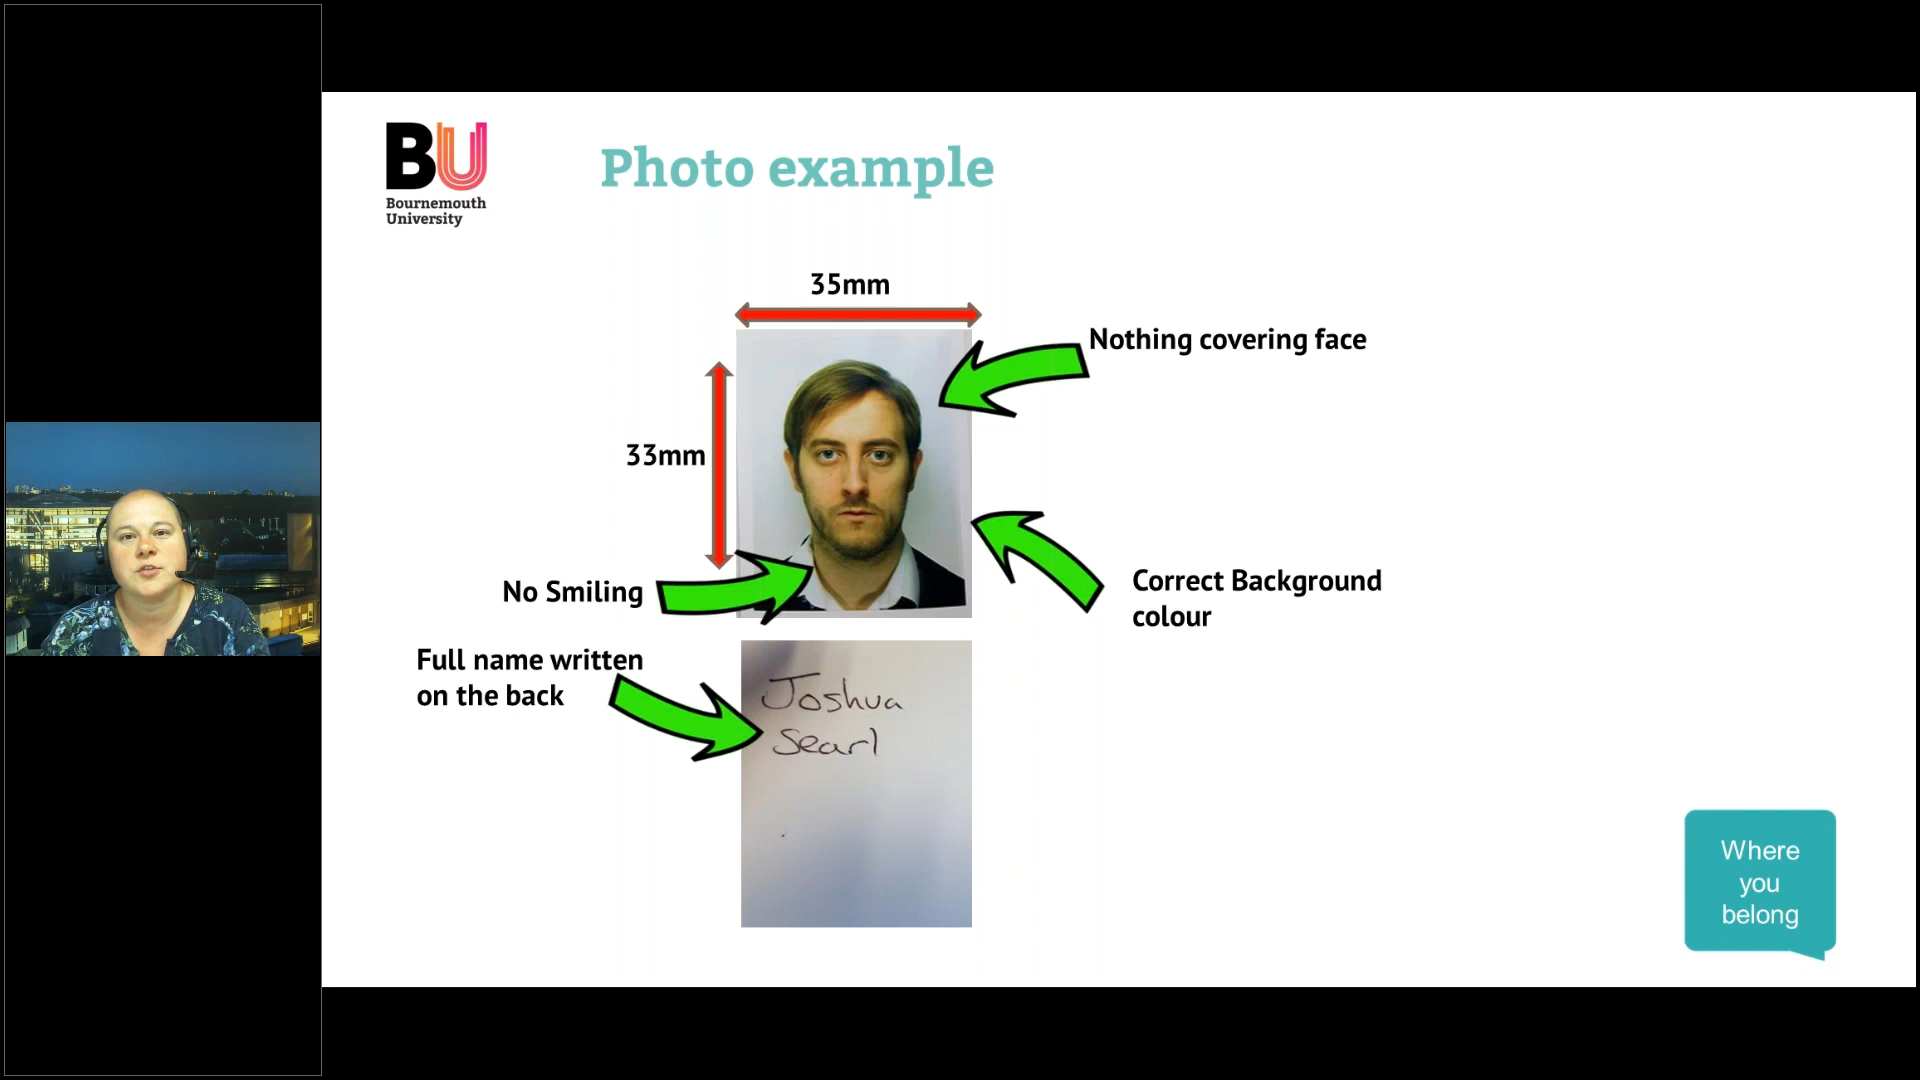 BU
Bournemouth
University
Photo example
35mm
Nothing covering face
33mm
No Smiling
Correct Background
colour
Full name written
on the back
Joshua
Searl
Where
you
belong